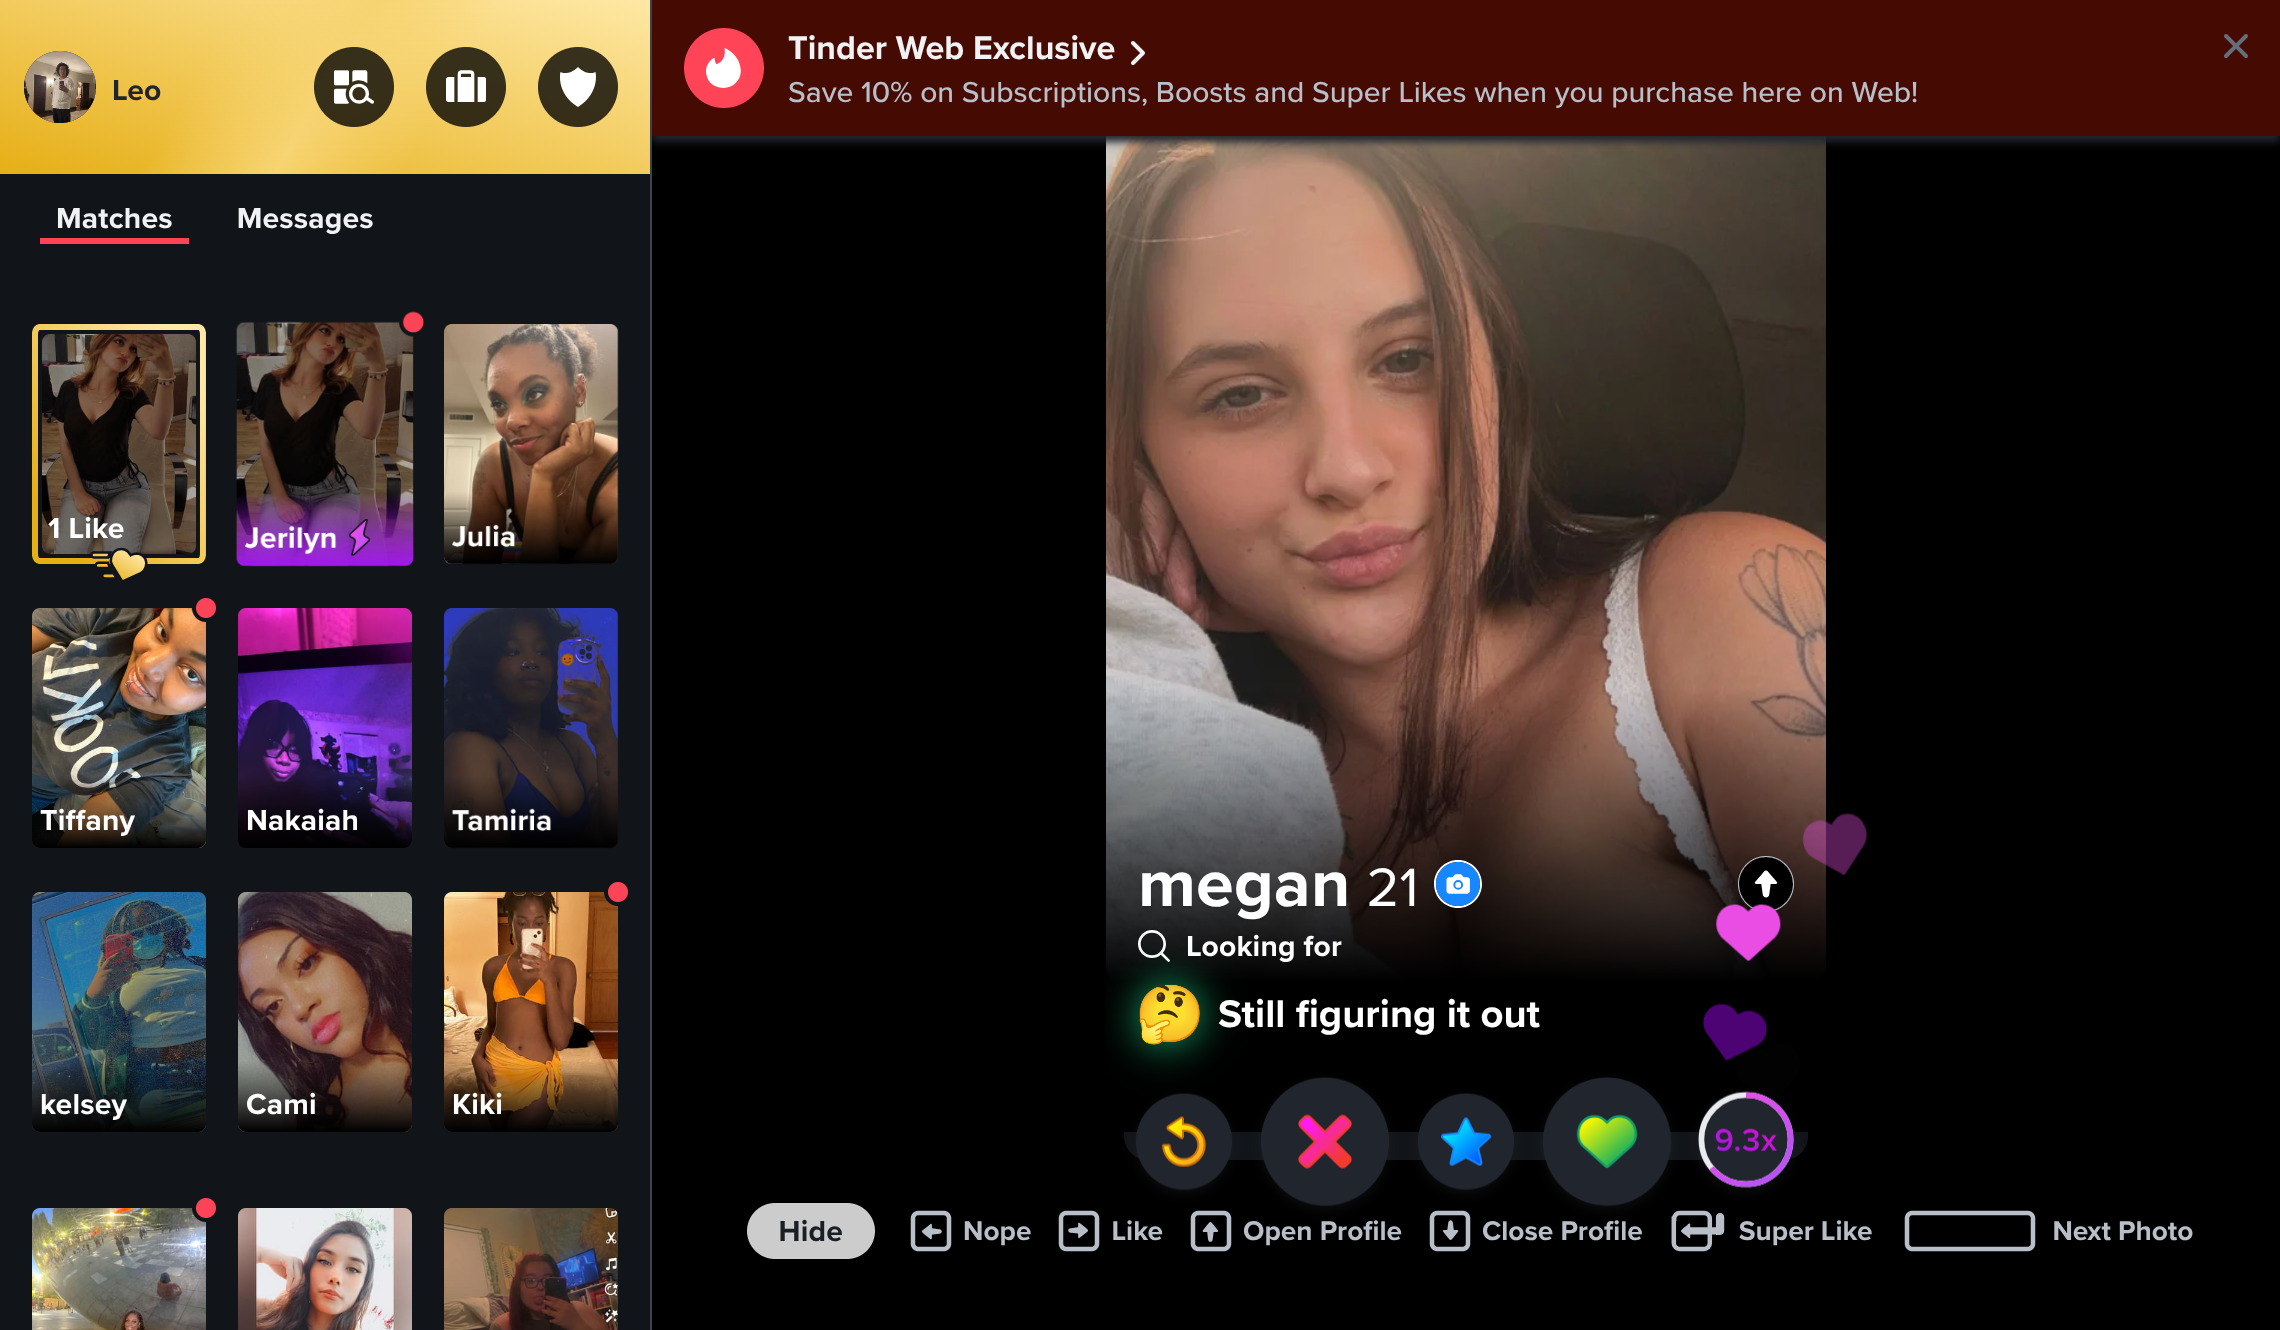 Leo
Matches
Messages
1 Like
Jerilyn
Julia
Tiffany
Nakaiah
Tamiria
kelsey
Cami
Kiki
Tinder Web Exclusive
Save 10% on Subscriptions, Boosts and Super Likes when you purchase here on Web!
megan 21
Looking for
Still figuring it out
9.3x
Hide
Nope
Like
Open Profile
Close Profile
Super Like
Next Photo